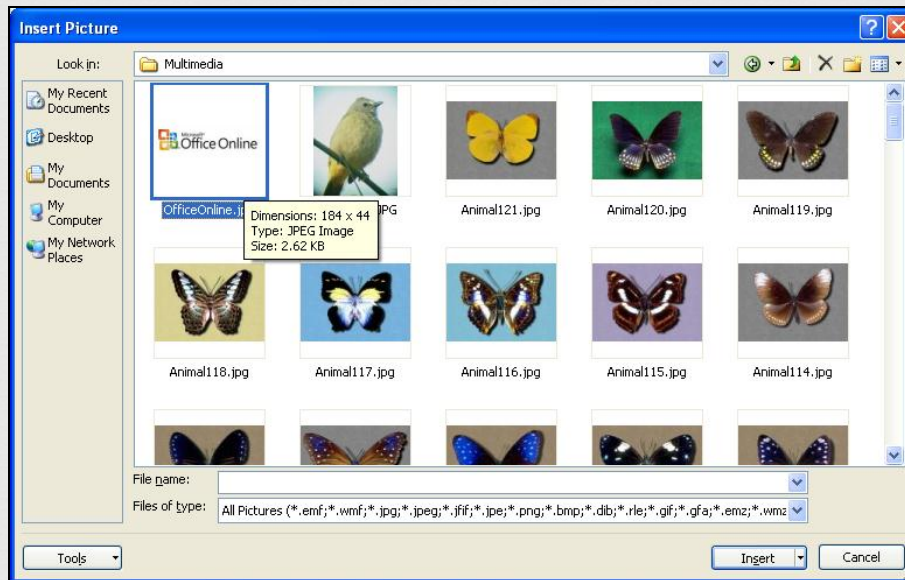 Insert Picture
Look in:
Multimedia
My Recent
Documents
Desktop
My
Documents
My
Computer
My Network
Places
Microsoft
Office Online
OfficeOnline.j
JPG
Animal121.jpg
Animal120.jpg
Animal119.jpg
Dimensions: 184 x 44
Type: JPEG Image
Size: 2.62 KB
Animal118.jpg
Animal117.jpg
Animal116.jpg
Animal115.jpg
Animal114.jpg
File name:
Files of type:
All Pictures (*.emf;*.wmf;*.jpg;*.jpeg;*.jfif;*.jpe;*.png;*.bmp;*.dib;*.rle;*.gif;*.gfa;*.emz;*.wmz
Tools
Insert
Cancel